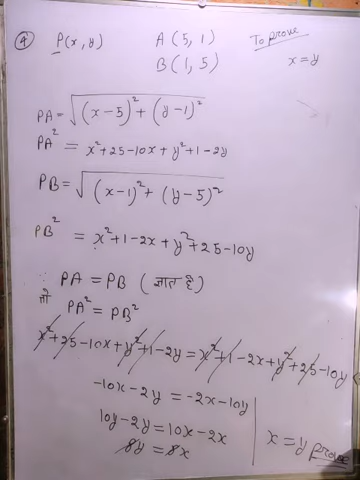 4 P(x, y) A(5, 1) To prove
B(1, 5) x=y
PA = √(x-5)² + (y-1)²
PA² = x²+25-10x+y²+1-2y
PB = √(x-1)² + (y-5)²
PB² = x²+1-2x+y²+25-10y
∵ PA = PB (ज्ञात है)
तो PA² = PB²
x²+25-10x+y²+1-2y = x²+1-2x+y²+25-10y
-10x-2y = -2x-10y
10y-2y = 10x-2x
8y = 8x
x=y prove